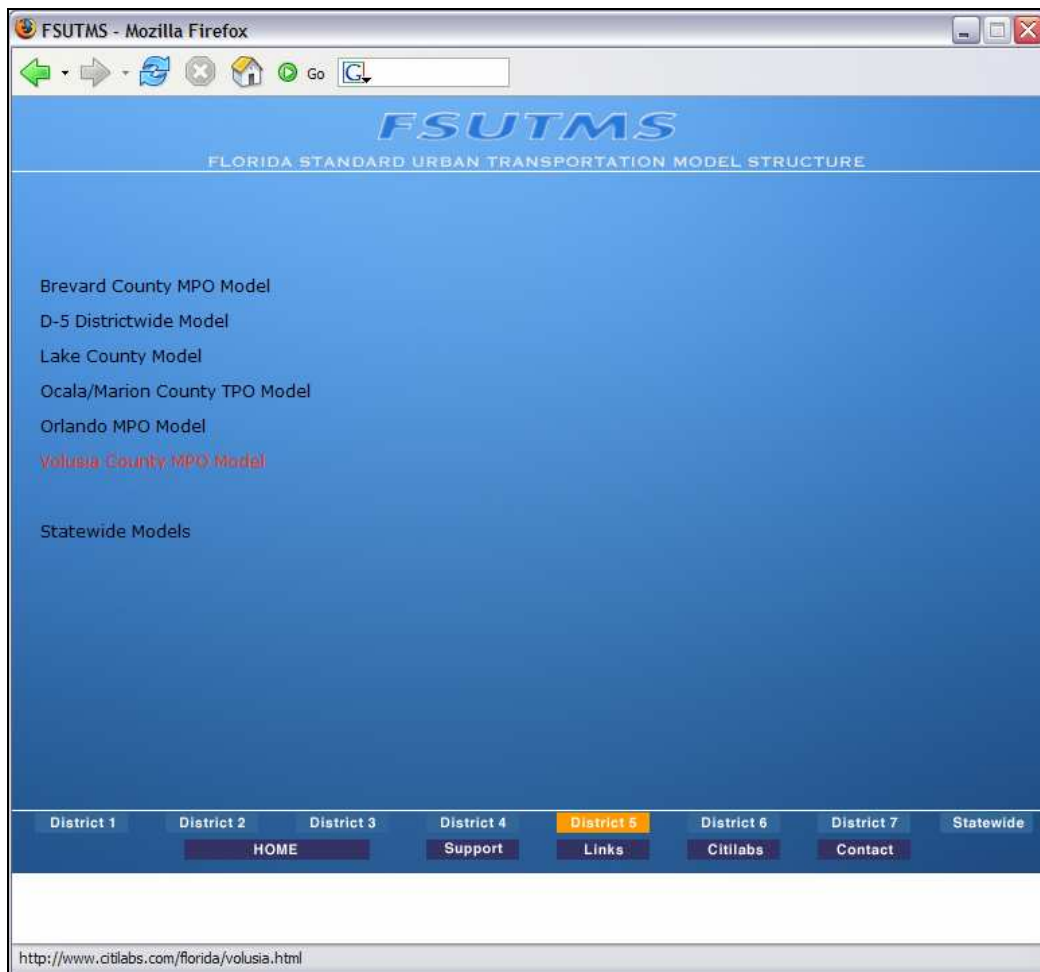 FSUTMS - Mozilla Firefox
Go G
FSUTMS
FLORIDA STANDARD URBAN TRANSPORTATION MODEL STRUCTURE
Brevard County MPO Model
D-5 Districtwide Model
Lake County Model
Ocala/Marion County TPO Model
Orlando MPO Model
Volusia County MPO Model
Statewide Models
District 1 District 2 District 3 District 4 District 5 District 6 District 7 Statewide
HOME Support Links Citilabs Contact
http://www.citilabs.com/florida/volusia.html